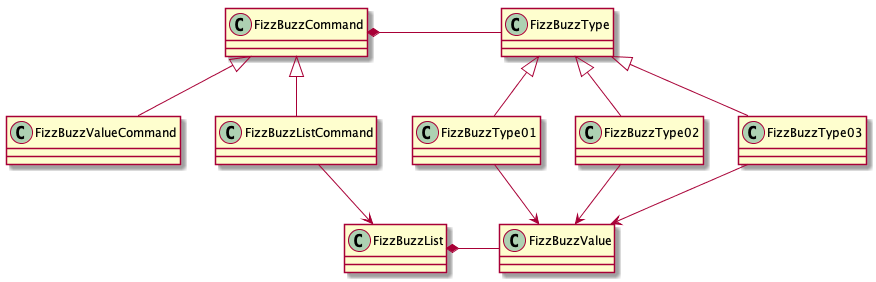 C FizzBuzzCommand
C FizzBuzzType
C FizzBuzzValueCommand
C FizzBuzzListCommand
C FizzBuzzType01
C FizzBuzzType02
C FizzBuzzType03
C FizzBuzzList
C FizzBuzzValue